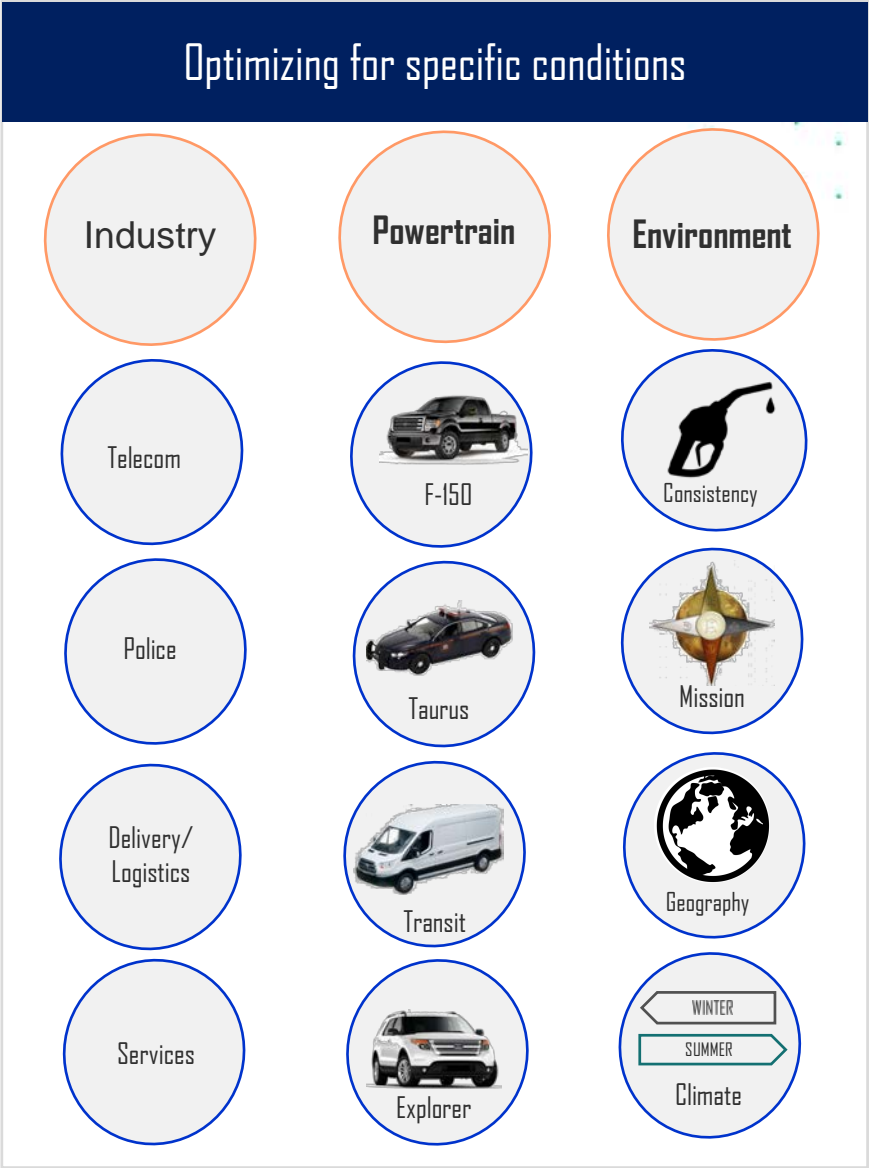 Optimizing for specific conditions
Industry
Powertrain
Environment
Telecom
F-150
Consistency
Police
Taurus
Mission
Delivery/
Logistics
Transit
Geography
Services
Explorer
WINTER
SUMMER
Climate